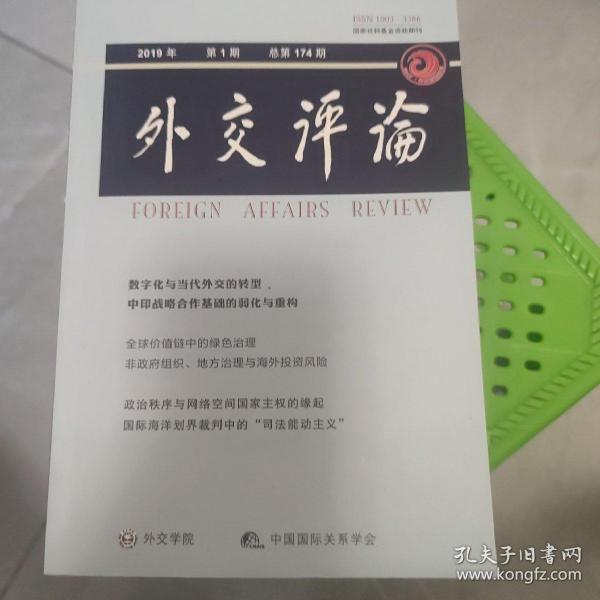 ISSN 1003-3386
国家社科基金资助期刊
2019年 第1期 总第174期
外交评论
FOREIGN AFFAIRS REVIEW
数字化与当代外交的转型
中印战略合作基础的弱化与重构
全球价值链中的绿色治理
非政府组织、地方治理与海外投资风险
政治秩序与网络空间国家主权的缘起
国际海洋划界裁判中的“司法能动主义”
外交学院 中国国际关系学会
孔夫子旧书网
www.kongfz.com